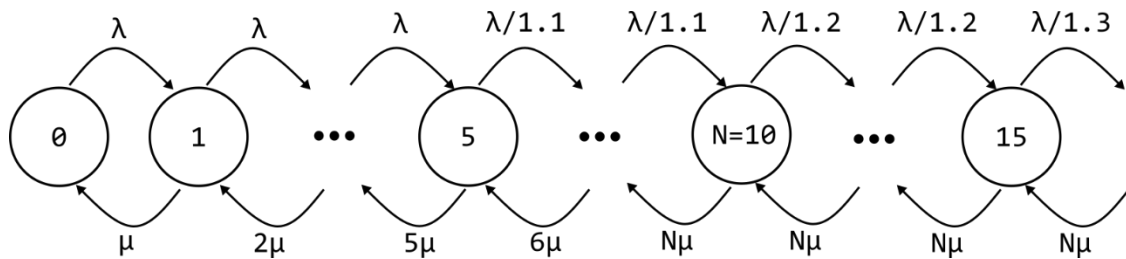 λ λ λ λ/1.1 λ/1.1 λ/1.2 λ/1.2 λ/1.3
0 1 ••• 5 ••• N=10 ••• 15
μ 2μ 5μ 6μ Nμ Nμ Nμ Nμ